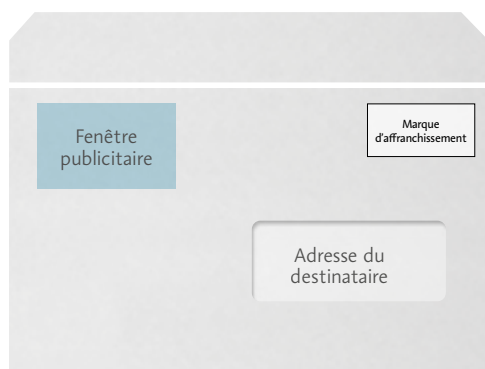 Fenêtre
publicitaire
Marque
d'affranchissement
Adresse du
destinataire